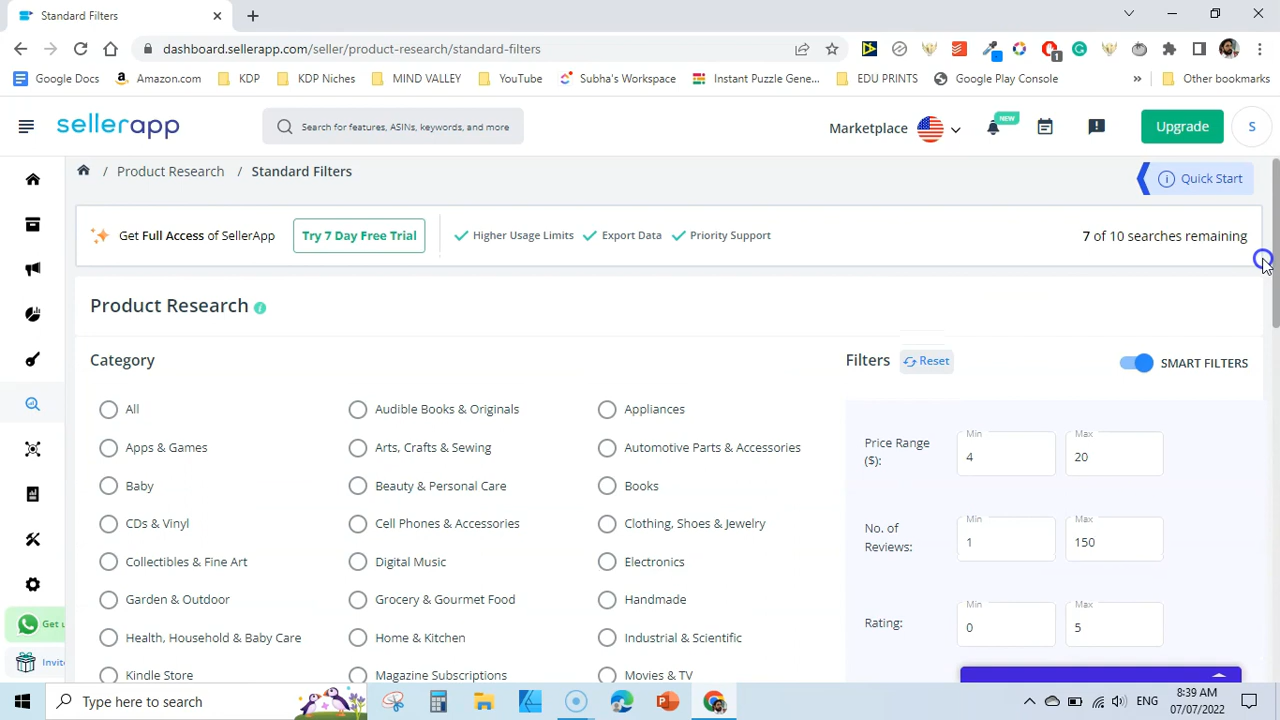 Standard Filters
dashboard.sellerapp.com/seller/product-research/standard-filters
1
Google Docs Amazon.com KDP KDP Niches MIND VALLEY YouTube Subha's Workspace Instant Puzzle Gene... EDU PRINTS Google Play Console » Other bookmarks
sellerapp Search for features, ASINs, keywords, and more Marketplace NEW Upgrade S
/ Product Research / Standard Filters Quick Start
Get Full Access of SellerApp Try 7 Day Free Trial Higher Usage Limits Export Data Priority Support 7 of 10 searches remaining
Product Research
Category Filters Reset SMART FILTERS
All Audible Books & Originals Appliances
Apps & Games Arts, Crafts & Sewing Automotive Parts & Accessories
Baby Beauty & Personal Care Books
CDs & Vinyl Cell Phones & Accessories Clothing, Shoes & Jewelry
Collectibles & Fine Art Digital Music Electronics
Garden & Outdoor Grocery & Gourmet Food Handmade
Health, Household & Baby Care Home & Kitchen Industrial & Scientific
Kindle Store Magazine Subscriptions Movies & TV
Price Range ($): Min 4 Max 20
No. of Reviews: Min 1 Max 150
Rating: Min 0 Max 5
Get u
Invite
Type here to search ENG 8:39 AM
07/07/2022